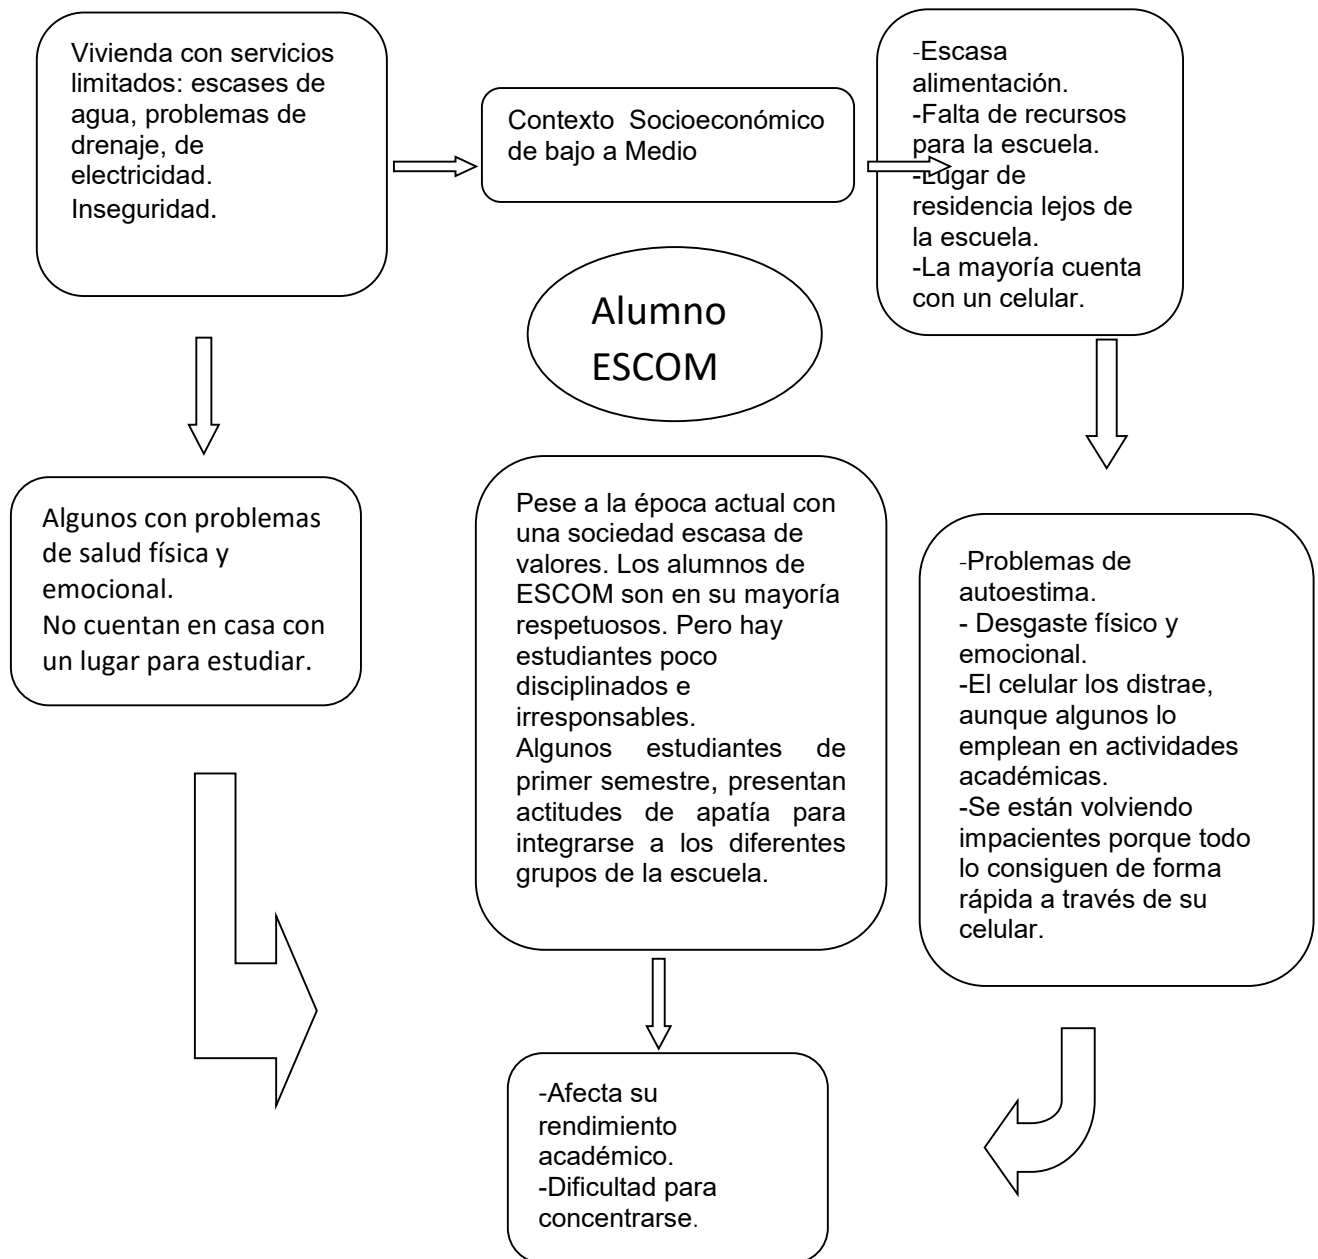 Vivienda con servicios
limitados: escases de
agua, problemas de
drenaje, de
electricidad.
Inseguridad.
Contexto Socioeconómico
de bajo a Medio
-Escasa
alimentación.
-Falta de recursos
para la escuela.
-Lugar de
residencia lejos de
la escuela.
-La mayoría cuenta
con un celular.
Alumno
ESCOM
Algunos con problemas
de salud física y
emocional.
No cuentan en casa con
un lugar para estudiar.
Pese a la época actual con
una sociedad escasa de
valores. Los alumnos de
ESCOM son en su mayoría
respetuosos. Pero hay
estudiantes poco
disciplinados e
irresponsables.
Algunos estudiantes de
primer semestre, presentan
actitudes de apatía para
integrarse a los diferentes
grupos de la escuela.
-Problemas de
autoestima.
- Desgaste físico y
emocional.
-El celular los distrae,
aunque algunos lo
emplean en actividades
académicas.
-Se están volviendo
impacientes porque todo
lo consiguen de forma
rápida a través de su
celular.
-Afecta su
rendimiento
académico.
-Dificultad para
concentrarse.